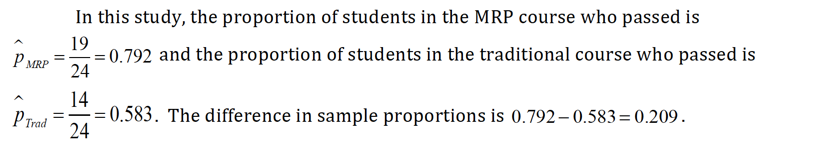 In this study, the proportion of students in the MRP course who passed is
p̂_MRP = 19/24 = 0.792 and the proportion of students in the traditional course who passed is
p̂_Trad = 14/24 = 0.583. The difference in sample proportions is 0.792 − 0.583 = 0.209.